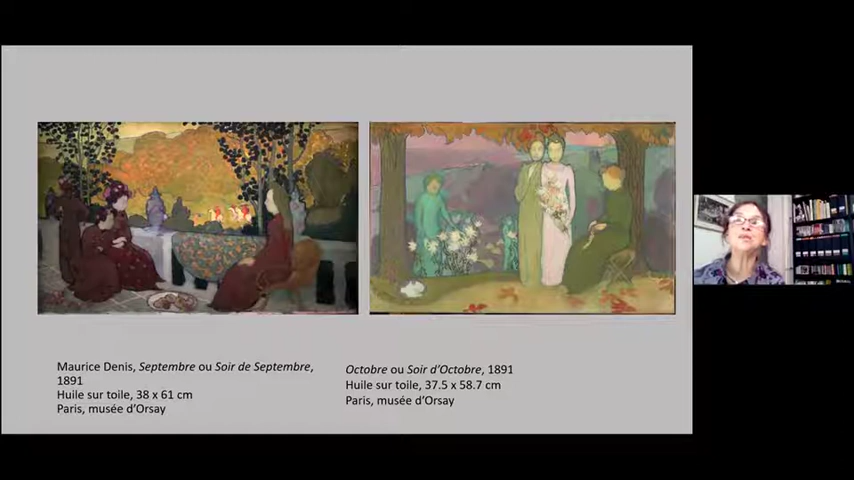 Maurice Denis, Septembre ou Soir de Septembre,
1891
Huile sur toile, 38 x 61 cm
Paris, musée d’Orsay
Octobre ou Soir d’Octobre, 1891
Huile sur toile, 37.5 x 58.7 cm
Paris, musée d’Orsay